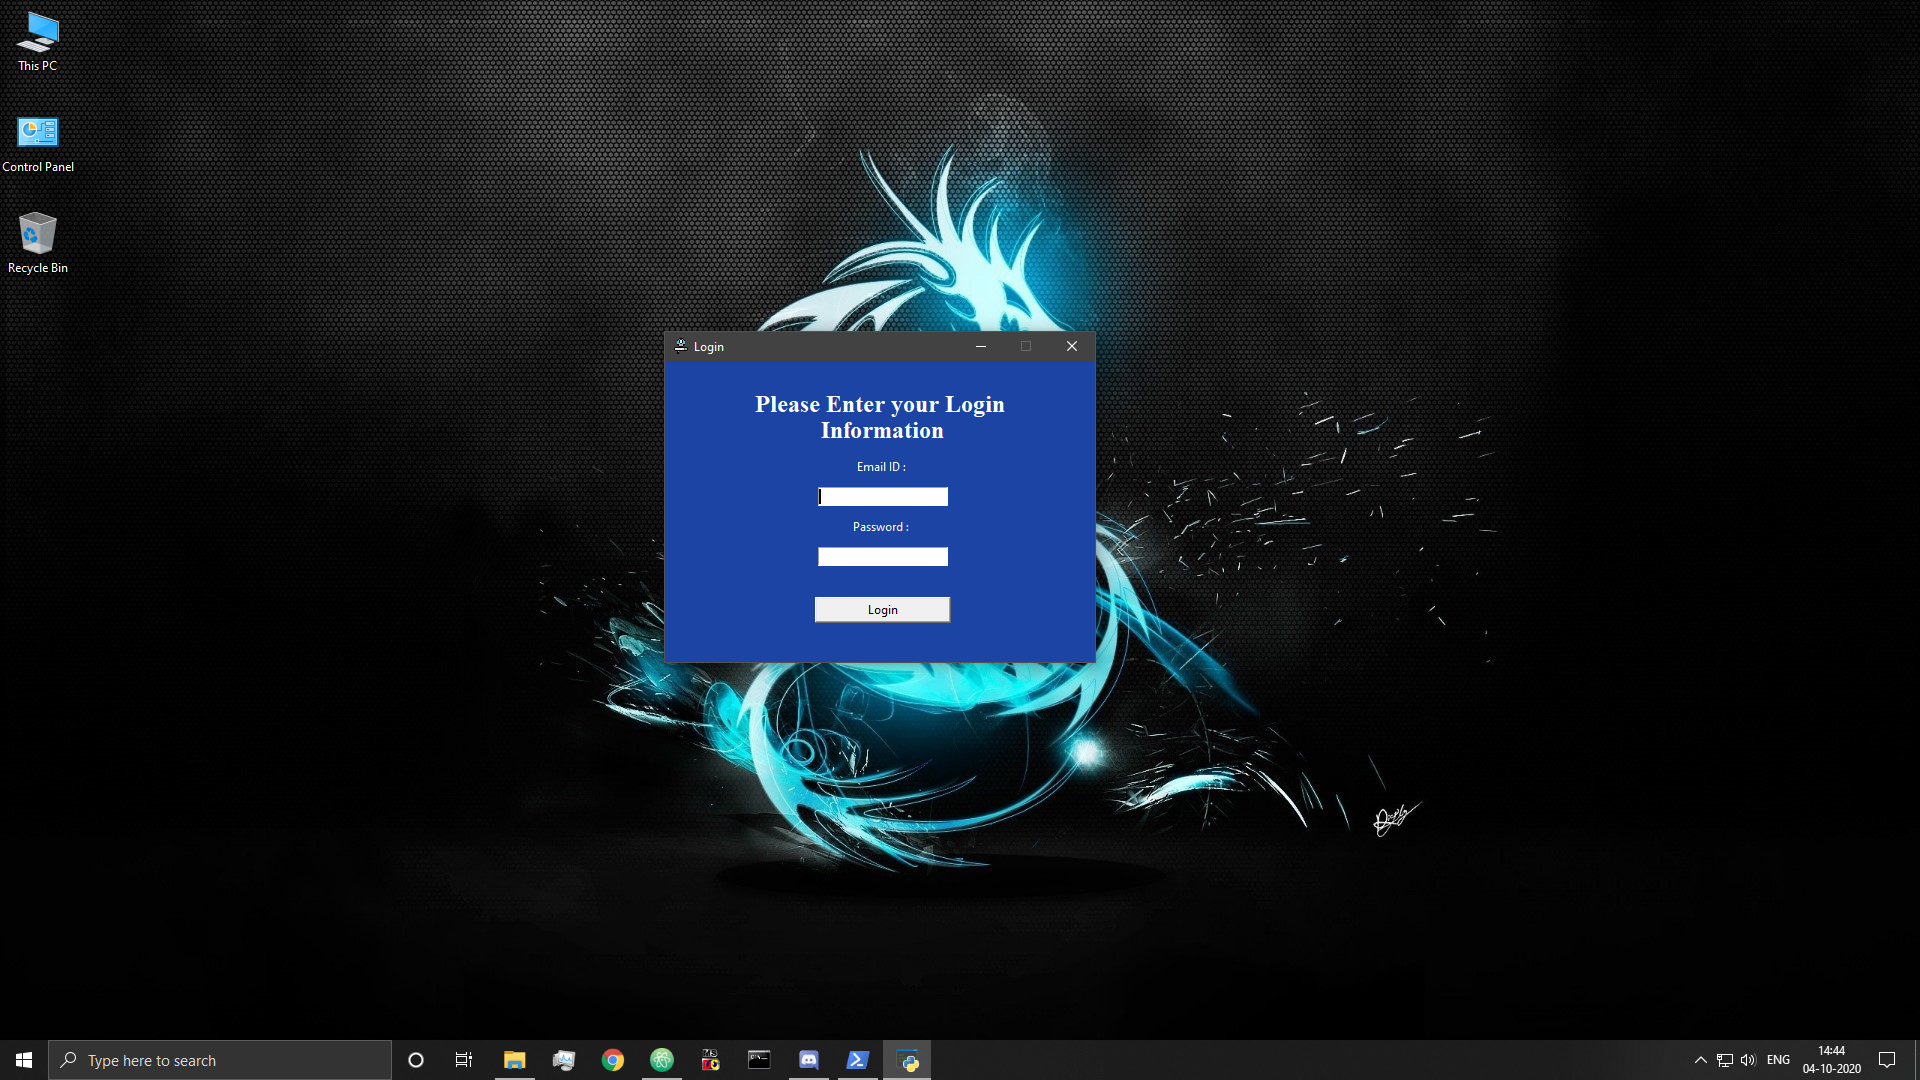 This PC
Control Panel
Recycle Bin
Login
Please Enter your Login
Information
Email ID :
Password :
Login
Type here to search
ENG
14:44
04-10-2020